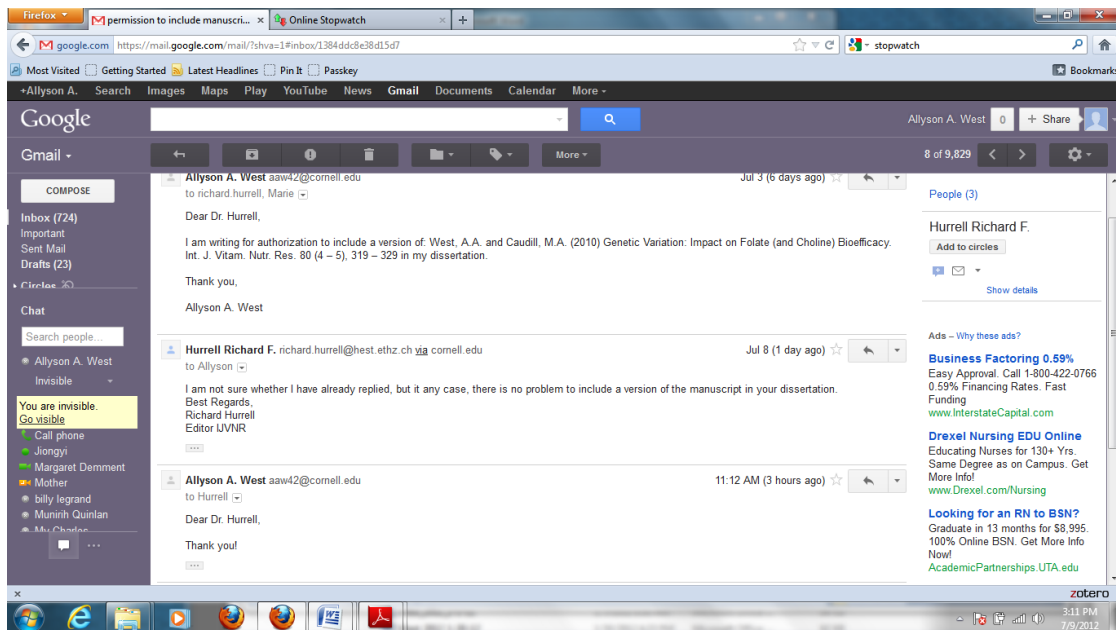 Firefox
permission to include manuscri... ×
Online Stopwatch ×
+
google.com https://mail.google.com/mail/?shva=1#inbox/1384ddc8e38d15d7
stopwatch
Most Visited Getting Started Latest Headlines Pin It Passkey
Bookmarks
+Allyson A. Search Images Maps Play YouTube News Gmail Documents Calendar More
Google
Allyson A. West 0 + Share
Gmail
More
8 of 9,829
COMPOSE
Inbox (724)
Important
Sent Mail
Drafts (23)
Circles
Chat
Search people...
Allyson A. West
Invisible
You are invisible.
Go visible
Call phone
Jiongyi
Margaret Demment
Mother
billy legrand
Munirih Quinlan
My Charles
Allyson A. West aaw42@cornell.edu Jul 3 (6 days ago)
to richard.hurrell, Marie
Dear Dr. Hurrell,
I am writing for authorization to include a version of: West, A.A. and Caudill, M.A. (2010) Genetic Variation: Impact on Folate (and Choline) Bioefficacy.
Int. J. Vitam. Nutr. Res. 80 (4 – 5), 319 – 329 in my dissertation.
Thank you,
Allyson A. West
Hurrell Richard F. richard.hurrell@hest.ethz.ch via cornell.edu Jul 8 (1 day ago)
to Allyson
I am not sure whether I have already replied, but it any case, there is no problem to include a version of the manuscript in your dissertation.
Best Regards,
Richard Hurrell
Editor IJVNR
Allyson A. West aaw42@cornell.edu 11:12 AM (3 hours ago)
to Hurrell
Dear Dr. Hurrell,
Thank you!
People (3)
Hurrell Richard F.
Add to circles
Show details
Ads – Why these ads?
Business Factoring 0.59%
Easy Approval. Call 1-800-422-0766
0.59% Financing Rates. Fast
Funding
www.InterstateCapital.com
Drexel Nursing EDU Online
Educating Nurses for 130+ Yrs.
Same Degree as on Campus. Get
More Info!
www.Drexel.com/Nursing
Looking for an RN to BSN?
Graduate in 13 months for $8,995.
100% Online BSN. Get More Info
Now!
AcademicPartnerships.UTA.edu
×
zotero
3:11 PM
7/9/2012